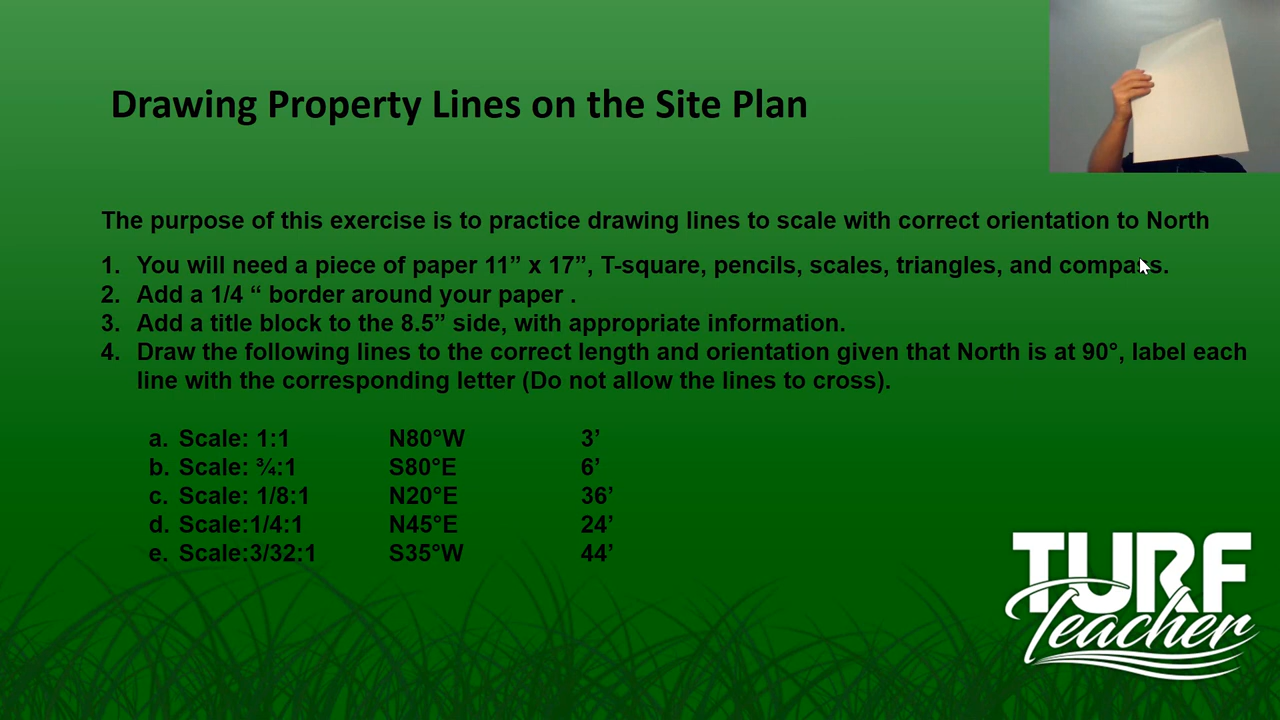 Drawing Property Lines on the Site Plan
The purpose of this exercise is to practice drawing lines to scale with correct orientation to North
1. You will need a piece of paper 11” x 17”, T-square, pencils, scales, triangles, and compass.
2. Add a 1/4 “ border around your paper .
3. Add a title block to the 8.5” side, with appropriate information.
4. Draw the following lines to the correct length and orientation given that North is at 90°, label each
line with the corresponding letter (Do not allow the lines to cross).
a. Scale: 1:1 N80°W 3’
b. Scale: ¾:1 S80°E 6’
c. Scale: 1/8:1 N20°E 36’
d. Scale:1/4:1 N45°E 24’
e. Scale:3/32:1 S35°W 44’
TURF
Teacher